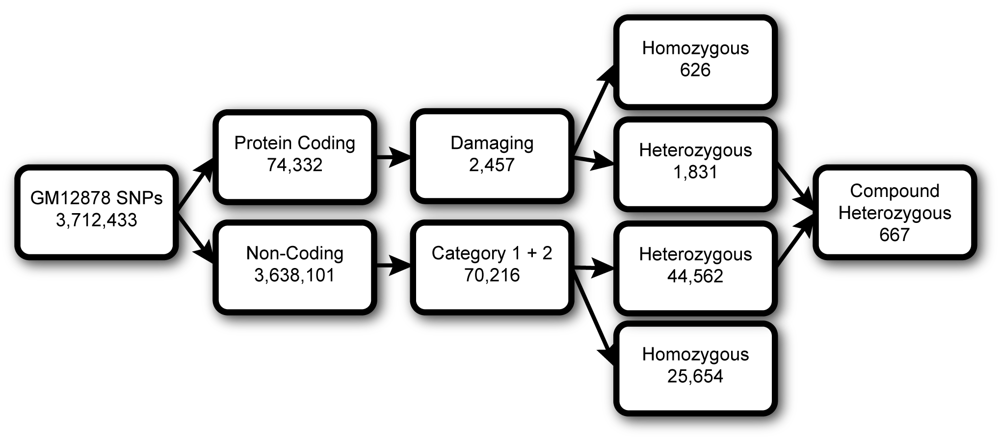 GM12878 SNPs
3,712,433
Protein Coding
74,332
Non-Coding
3,638,101
Damaging
2,457
Category 1 + 2
70,216
Homozygous
626
Heterozygous
1,831
Heterozygous
44,562
Homozygous
25,654
Compound
Heterozygous
667